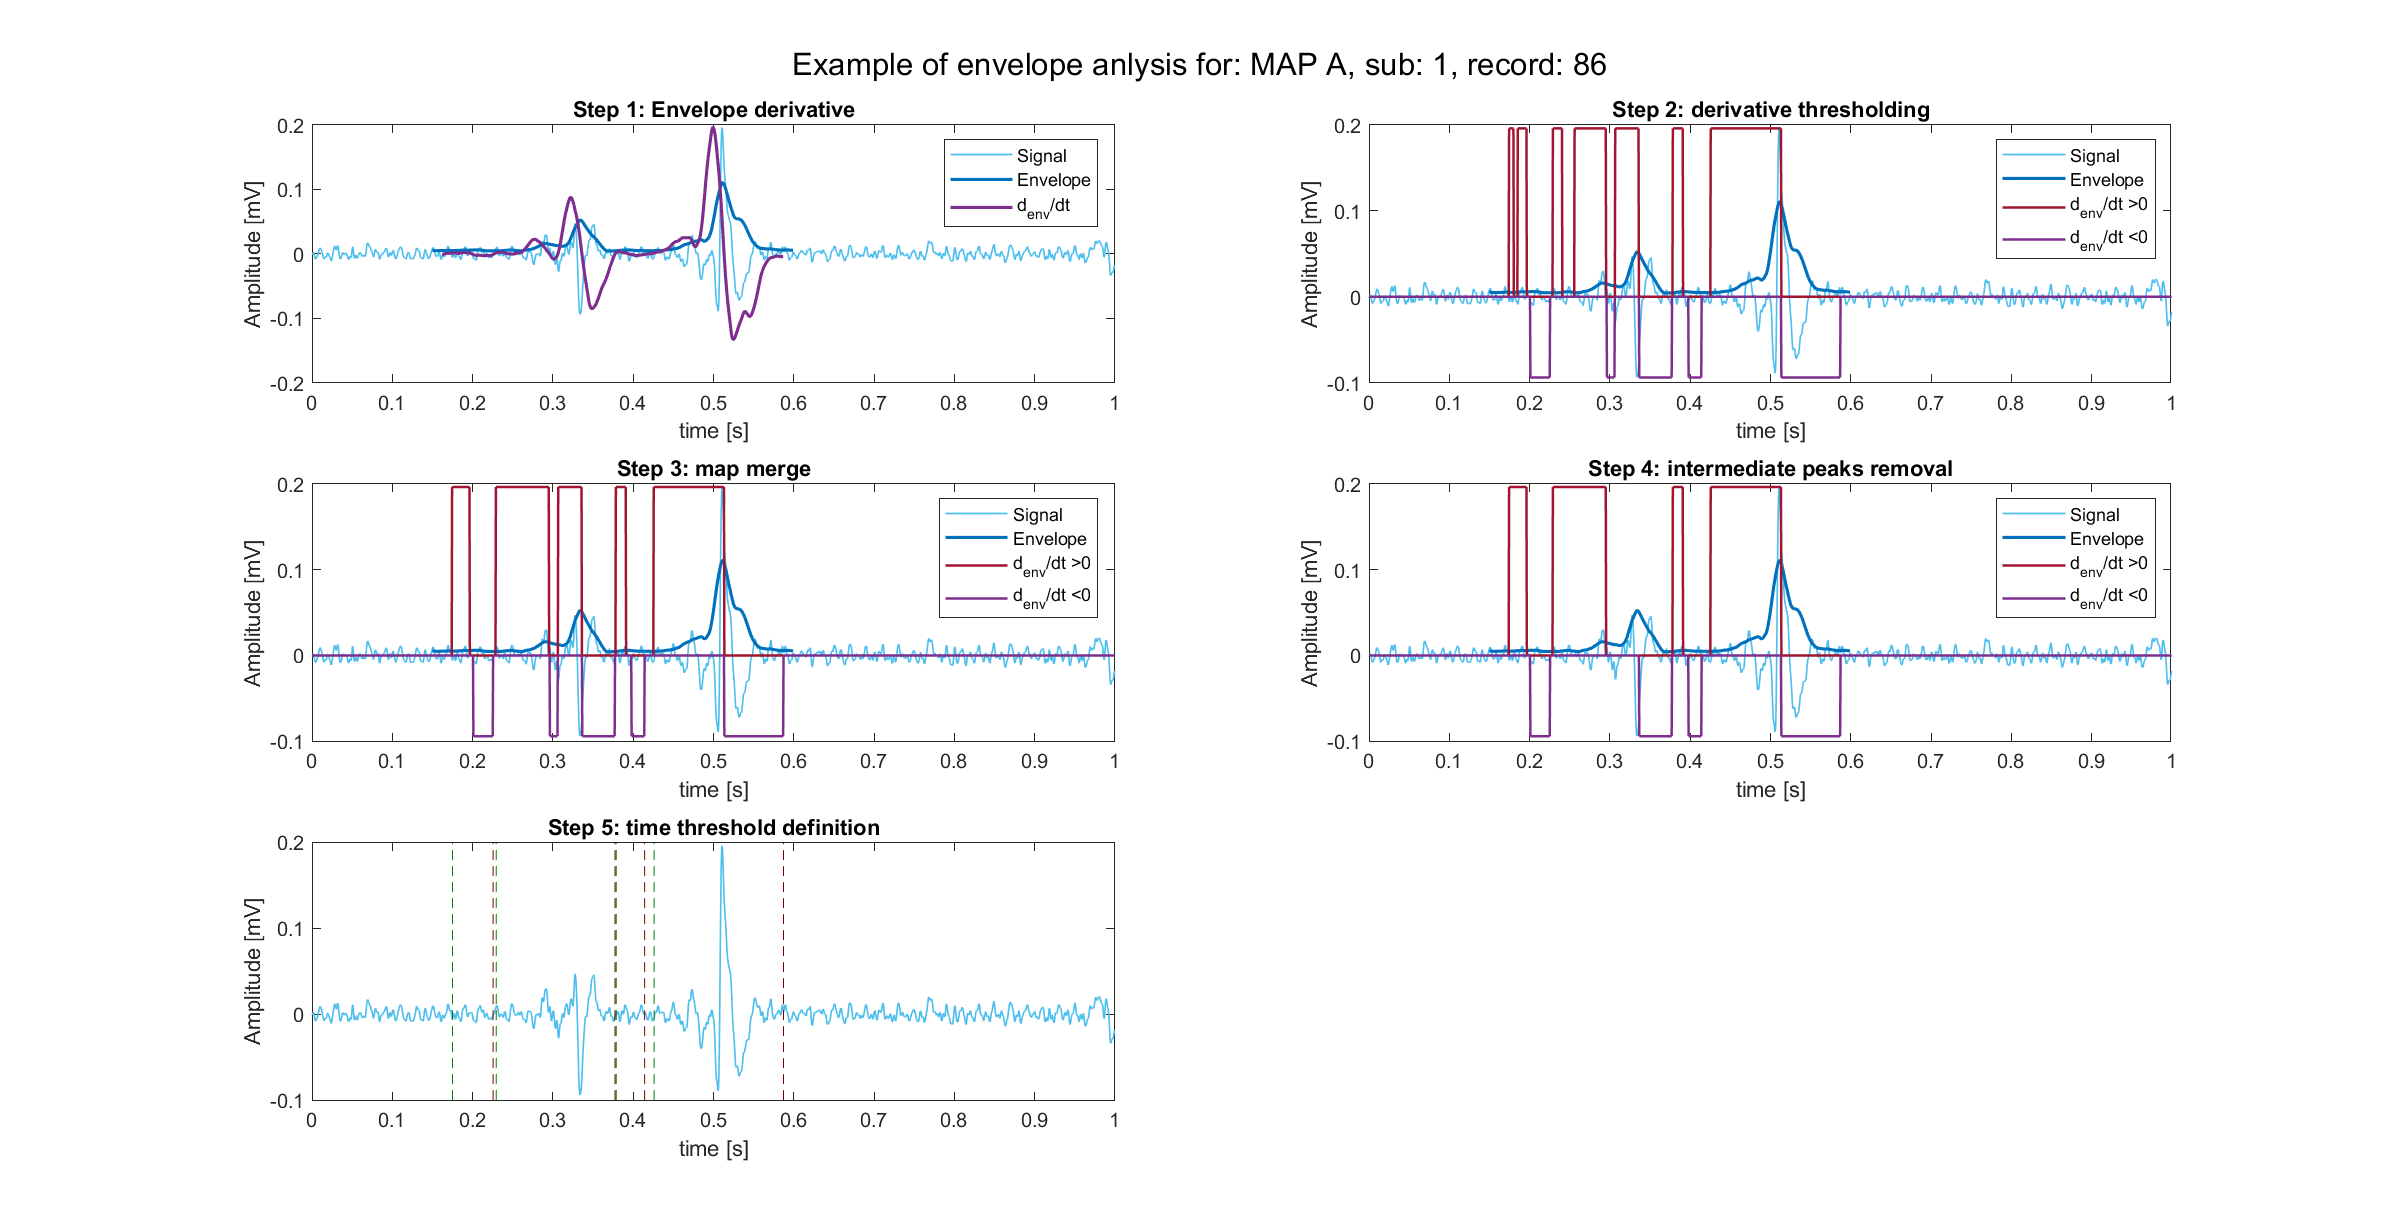 Example of envelope anlysis for: MAP A, sub: 1, record: 86
Step 1: Envelope derivative
Amplitude [mV]
0.2
0.1
0
-0.1
-0.2
0 0.1 0.2 0.3 0.4 0.5 0.6 0.7 0.8 0.9 1
time [s]
Signal
Envelope
d_env/dt
Step 2: derivative thresholding
Amplitude [mV]
0.2
0.1
0
-0.1
0 0.1 0.2 0.3 0.4 0.5 0.6 0.7 0.8 0.9 1
time [s]
Signal
Envelope
d_env/dt >0
d_env/dt <0
Step 3: map merge
Amplitude [mV]
0.2
0.1
0
-0.1
0 0.1 0.2 0.3 0.4 0.5 0.6 0.7 0.8 0.9 1
time [s]
Signal
Envelope
d_env/dt >0
d_env/dt <0
Step 4: intermediate peaks removal
Amplitude [mV]
0.2
0.1
0
-0.1
0 0.1 0.2 0.3 0.4 0.5 0.6 0.7 0.8 0.9 1
time [s]
Signal
Envelope
d_env/dt >0
d_env/dt <0
Step 5: time threshold definition
Amplitude [mV]
0.2
0.1
0
-0.1
0 0.1 0.2 0.3 0.4 0.5 0.6 0.7 0.8 0.9 1
time [s]